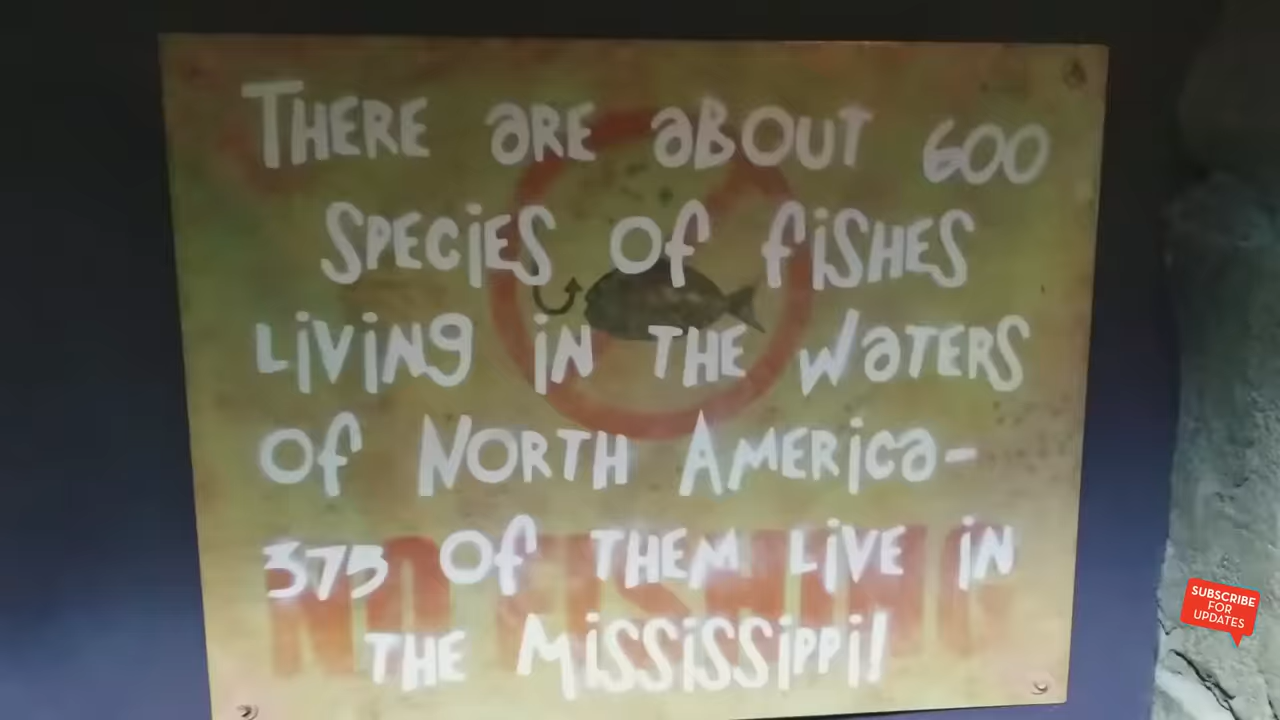 THERE ARE ABOUT 600
SPECIES OF FISHES
LIVING IN THE WATERS
OF NORTH AMERICA-
375 OF THEM LIVE IN
THE MISSISSIPPI!
NO FISHING
SUBSCRIBE
FOR
UPDATES